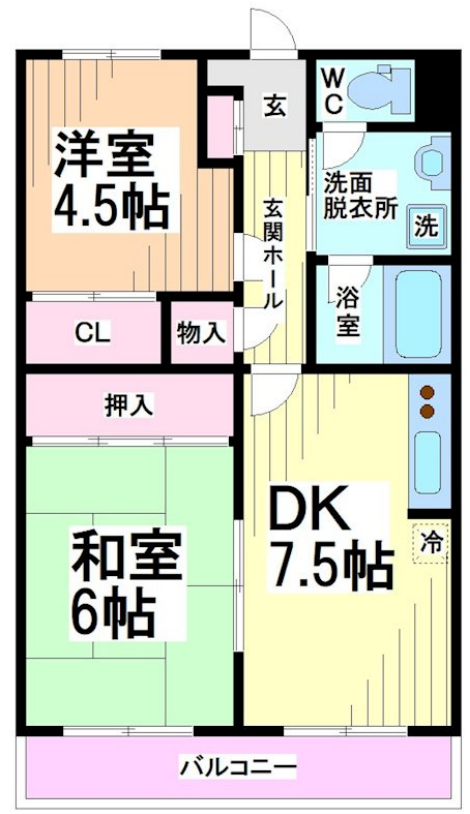 WC
玄
洋室
4.5帖
洗面
脱衣所
洗
玄関ホール
浴室
CL
物入
押入
DK
7.5帖
冷
和室
6帖
バルコニー